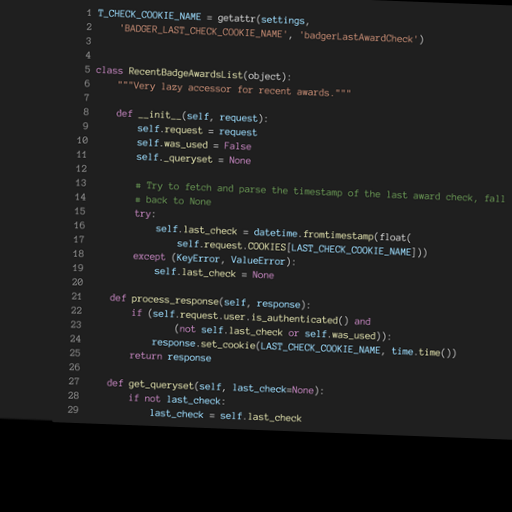 1 T_CHECK_COOKIE_NAME = getattr(settings,
2     'BADGER_LAST_CHECK_COOKIE_NAME', 'badgerLastAwardCheck')
3
4
5 class RecentBadgeAwardsList(object):
6     """Very lazy accessor for recent awards."""
7
8     def __init__(self, request):
9         self.request = request
10         self.was_used = False
11         self._queryset = None
12
13         # Try to fetch and parse the timestamp of the last award check, fall
14         # back to None
15         try:
16             self.last_check = datetime.fromtimestamp(float(
17                 self.request.COOKIES[LAST_CHECK_COOKIE_NAME]))
18         except (KeyError, ValueError):
19             self.last_check = None
20
21     def process_response(self, response):
22         if (self.request.user.is_authenticated() and
23                 (not self.last_check or self.was_used)):
24             response.set_cookie(LAST_CHECK_COOKIE_NAME, time.time())
25         return response
26
27     def get_queryset(self, last_check=None):
28         if not last_check:
29             last_check = self.last_check